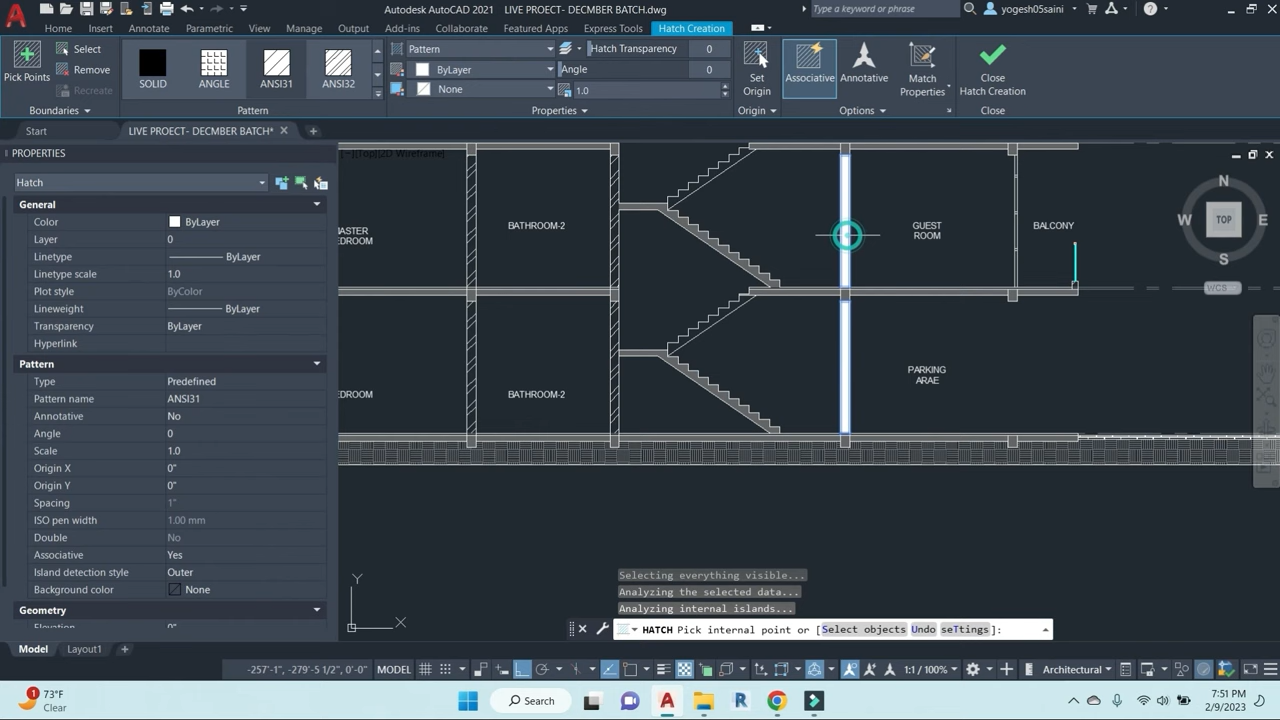 Autodesk AutoCAD 2021 LIVE PROECT- DECMBER BATCH.dwg
Type a keyword or phrase
yogesh05saini
Home Insert Annotate Parametric View Manage Output Add-ins Collaborate Featured Apps Express Tools Hatch Creation
Pick Points
Select
Remove
Recreate
Boundaries
SOLID ANGLE ANSI31 ANSI32
Pattern
Pattern
ByLayer
None
Hatch Transparency 0
Angle 0
1.0
Properties
Set
Origin
Origin
Associative
Annotative
Match
Properties
Options
Close
Hatch Creation
Close
Start
LIVE PROECT- DECMBER BATCH*
PROPERTIES
Hatch
General
Color ByLayer
Layer 0
Linetype ByLayer
Linetype scale 1.0
Plot style ByColor
Lineweight ByLayer
Transparency ByLayer
Hyperlink
Pattern
Type Predefined
Pattern name ANSI31
Annotative No
Angle 0
Scale 1.0
Origin X 0"
Origin Y 0"
Spacing 1"
ISO pen width 1.00 mm
Double No
Associative Yes
Island detection style Outer
Background color None
Geometry
[−][Top][2D Wireframe]
ASTER
EDROOM
BATHROOM-2
GUEST
ROOM
BALCONY
EDROOM
BATHROOM-2
PARKING
ARAE
N
W TOP E
S
WCS
Y
X
Selecting everything visible...
Analyzing the selected data...
Analyzing internal islands...
HATCH Pick internal point or [Select objects Undo seTtings]:
Model Layout1
-257'-1", -279'-5 1/2", 0'-0" MODEL 1:1 / 100% Architectural
1
73°F
Clear
Search
7:51 PM
2/9/2023